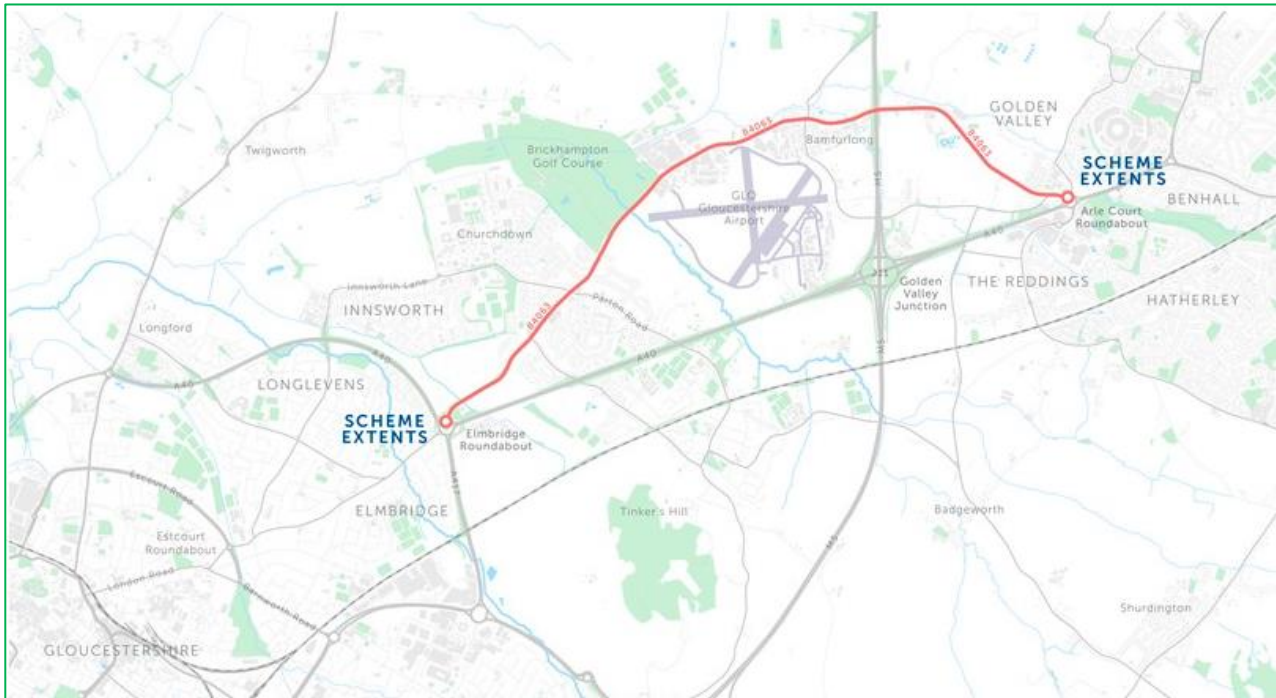 Twigworth
Brickhampton
Golf Course
B4063
Bamfurlong
GOLDEN
VALLEY
B4063
SCHEME
EXTENTS
BENHALL
Arle Court
Roundabout
GLO
Gloucestershire
Airport
M5
A40
J11
Golden
Valley
Junction
THE REDDINGS
HATHERLEY
Churchdown
Innsworth Lane
INNSWORTH
Parton Road
B4063
Longford
A40
A40
LONGLEVENS
A40
M5
SCHEME
EXTENTS
Elmbridge
Roundabout
A417
ELMBRIDGE
Estcourt Road
Estcourt
Roundabout
London Road
Barnwood Road
GLOUCESTERSHIRE
Tinker's Hill
M5
Badgeworth
Shurdington